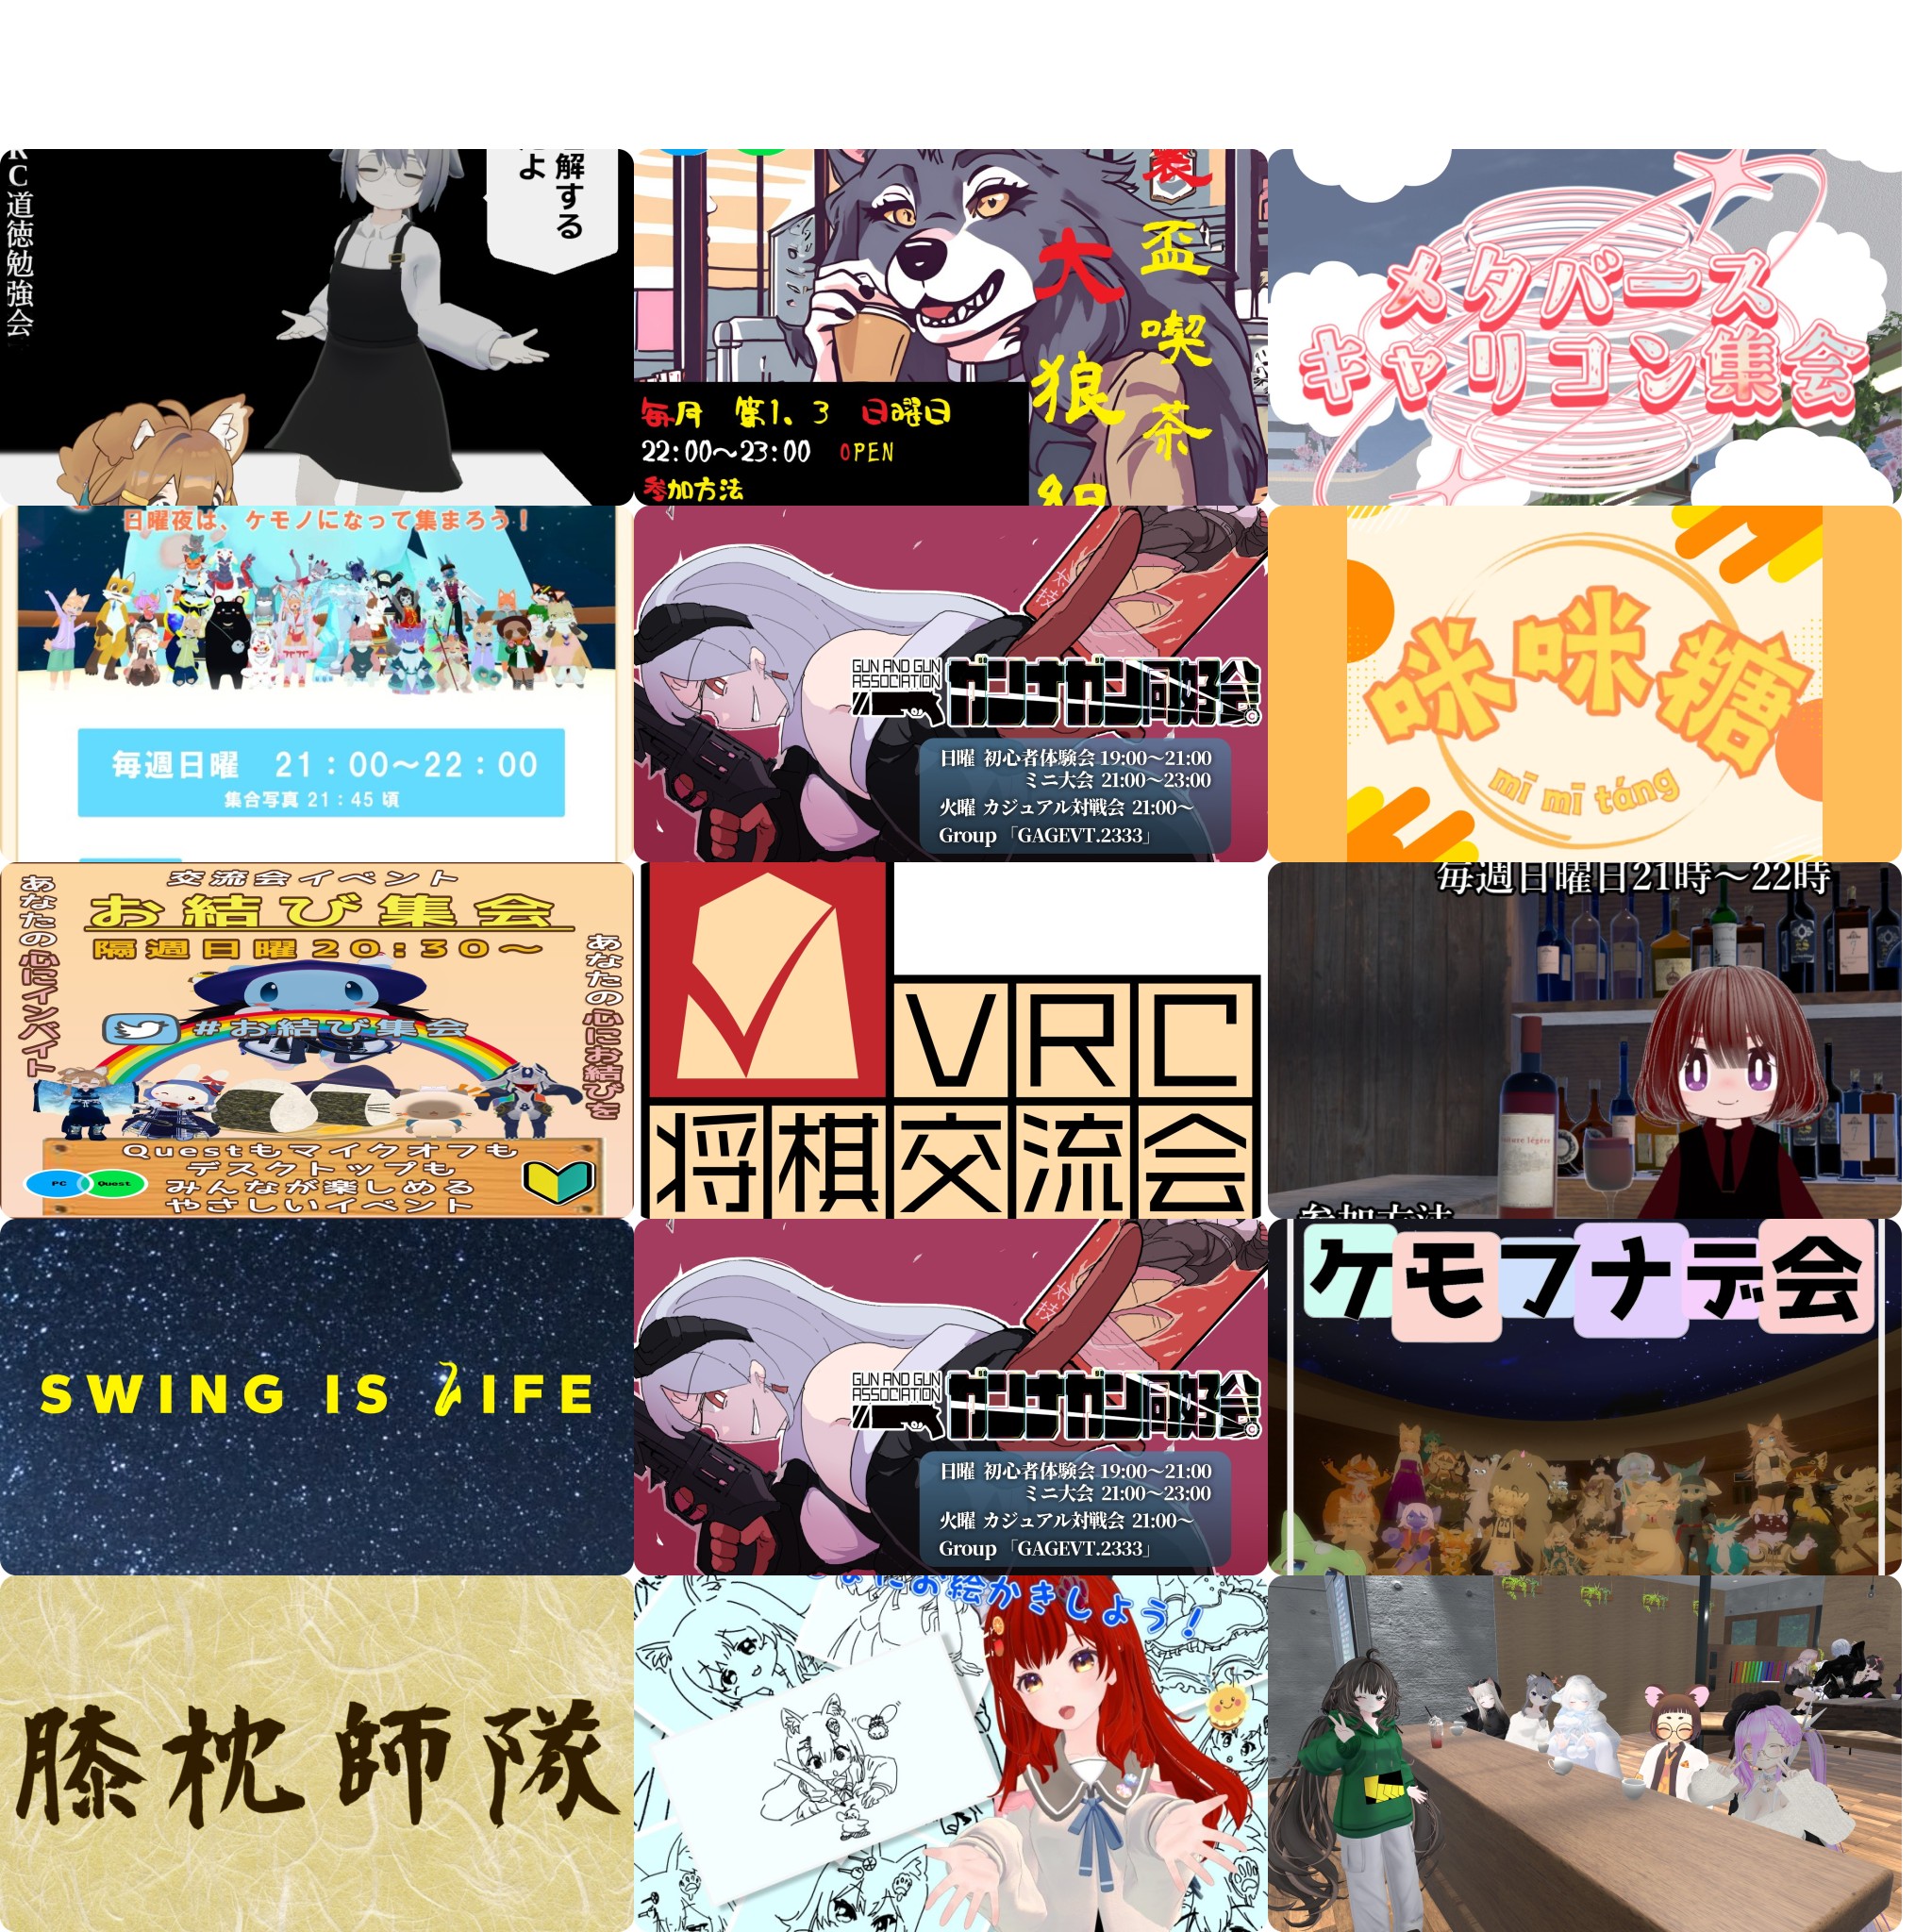 解する
よ
RC道徳勉強会
盃喫茶
大狼
毎月 第1、3 日曜日
22:00〜23:00 OPEN
参加方法
メタバース
キャリコン集会
日曜夜は、ケモノになって集まろう！
毎週日曜 21：00〜22：00
集合写真 21：45 頃
GUN AND GUN
ASSOCIATION
ガンナガン同好会
日曜 初心者体験会 19:00〜21:00
ミニ大会 21:00〜23:00
火曜 カジュアル対戦会 21:00〜
Group 「GAGEVT.2333」
咪咪糖
mī mī táng
交流会イベント
お結び集会
隔週日曜20:30〜
あなたの心にインバイト
あなたの心にお結びを
#お結び集会
Questもマイクオフも
デスクトップも
みんなが楽しめる
やさしいイベント
PC Quest
VRC
将棋交流会
毎週日曜日21時〜22時
参加方法
SWING IS LIFE
GUN AND GUN
ASSOCIATION
ガンナガン同好会
日曜 初心者体験会 19:00〜21:00
ミニ大会 21:00〜23:00
火曜 カジュアル対戦会 21:00〜
Group 「GAGEVT.2333」
ケモフナデ会
膝枕師隊
お絵かきしよう！